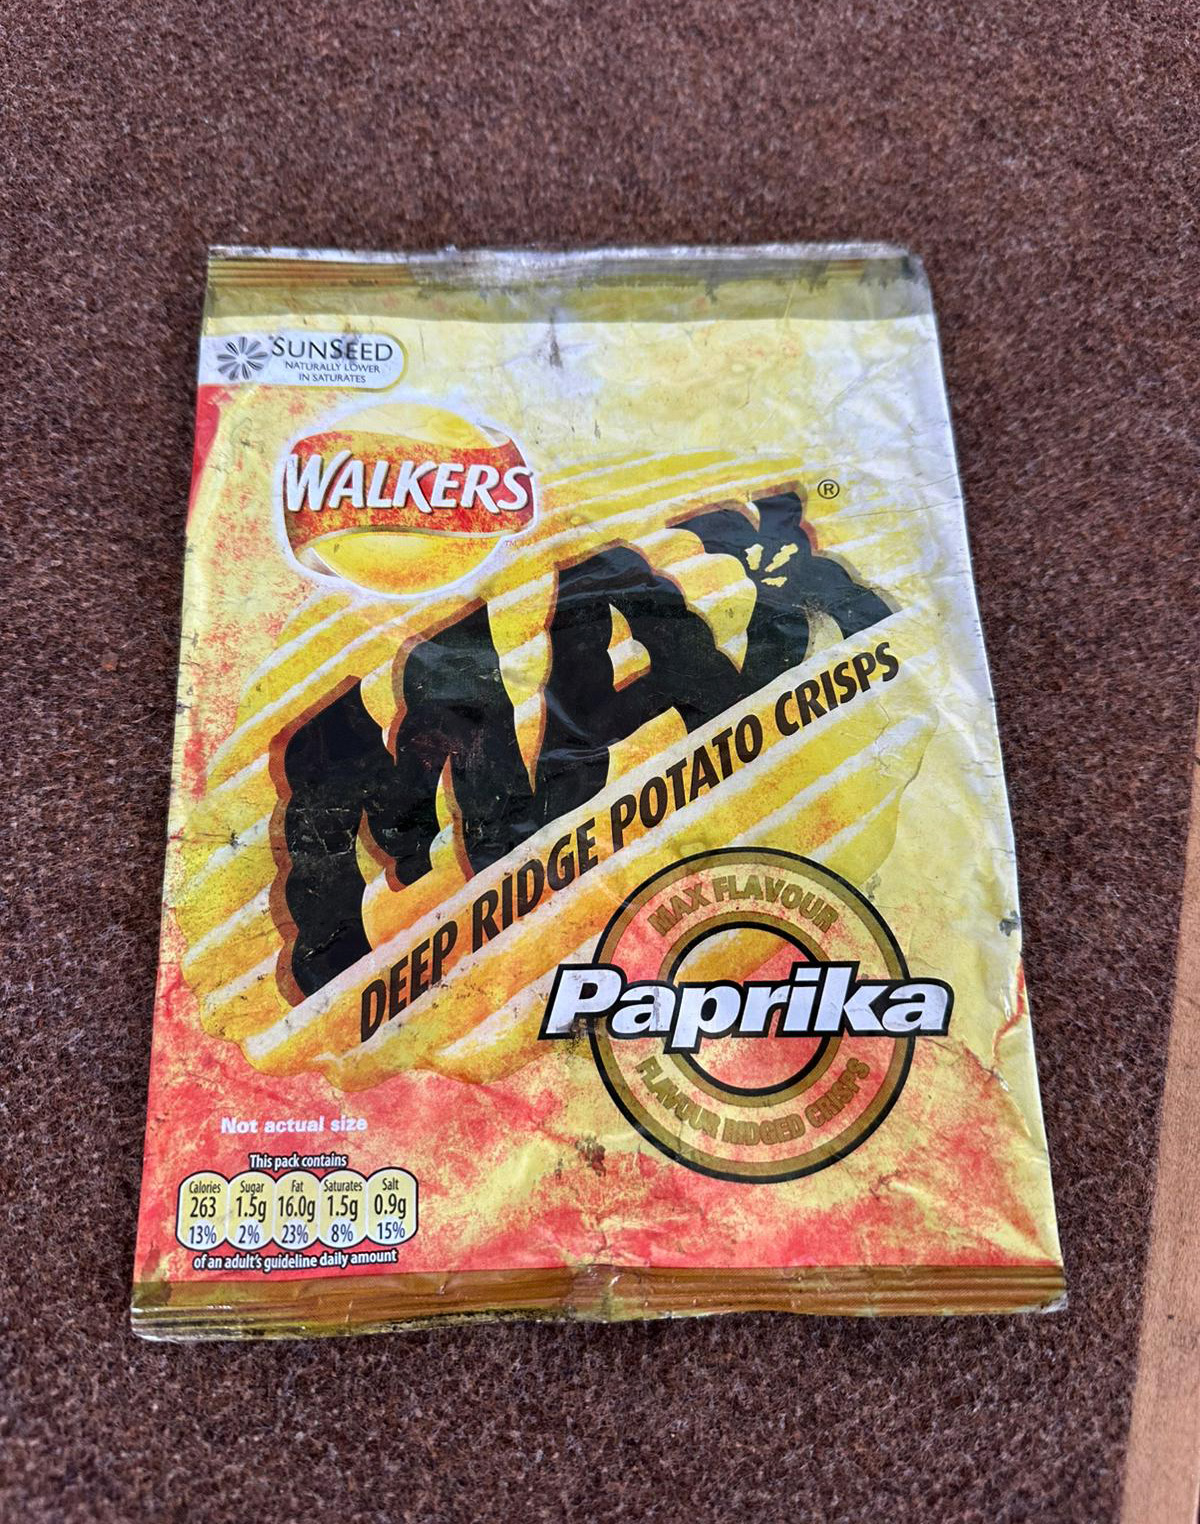 SUNSEED
NATURALLY LOWER
IN SATURATES
WALKERS
TM
MAX
®
DEEP RIDGE POTATO CRISPS
MAX FLAVOUR
Paprika
FLAVOUR RIDGED CRISPS
Not actual size
This pack contains
Calories Sugar Fat Saturates Salt
263 1.5g 16.0g 1.5g 0.9g
13% 2% 23% 8% 15%
of an adult's guideline daily amount